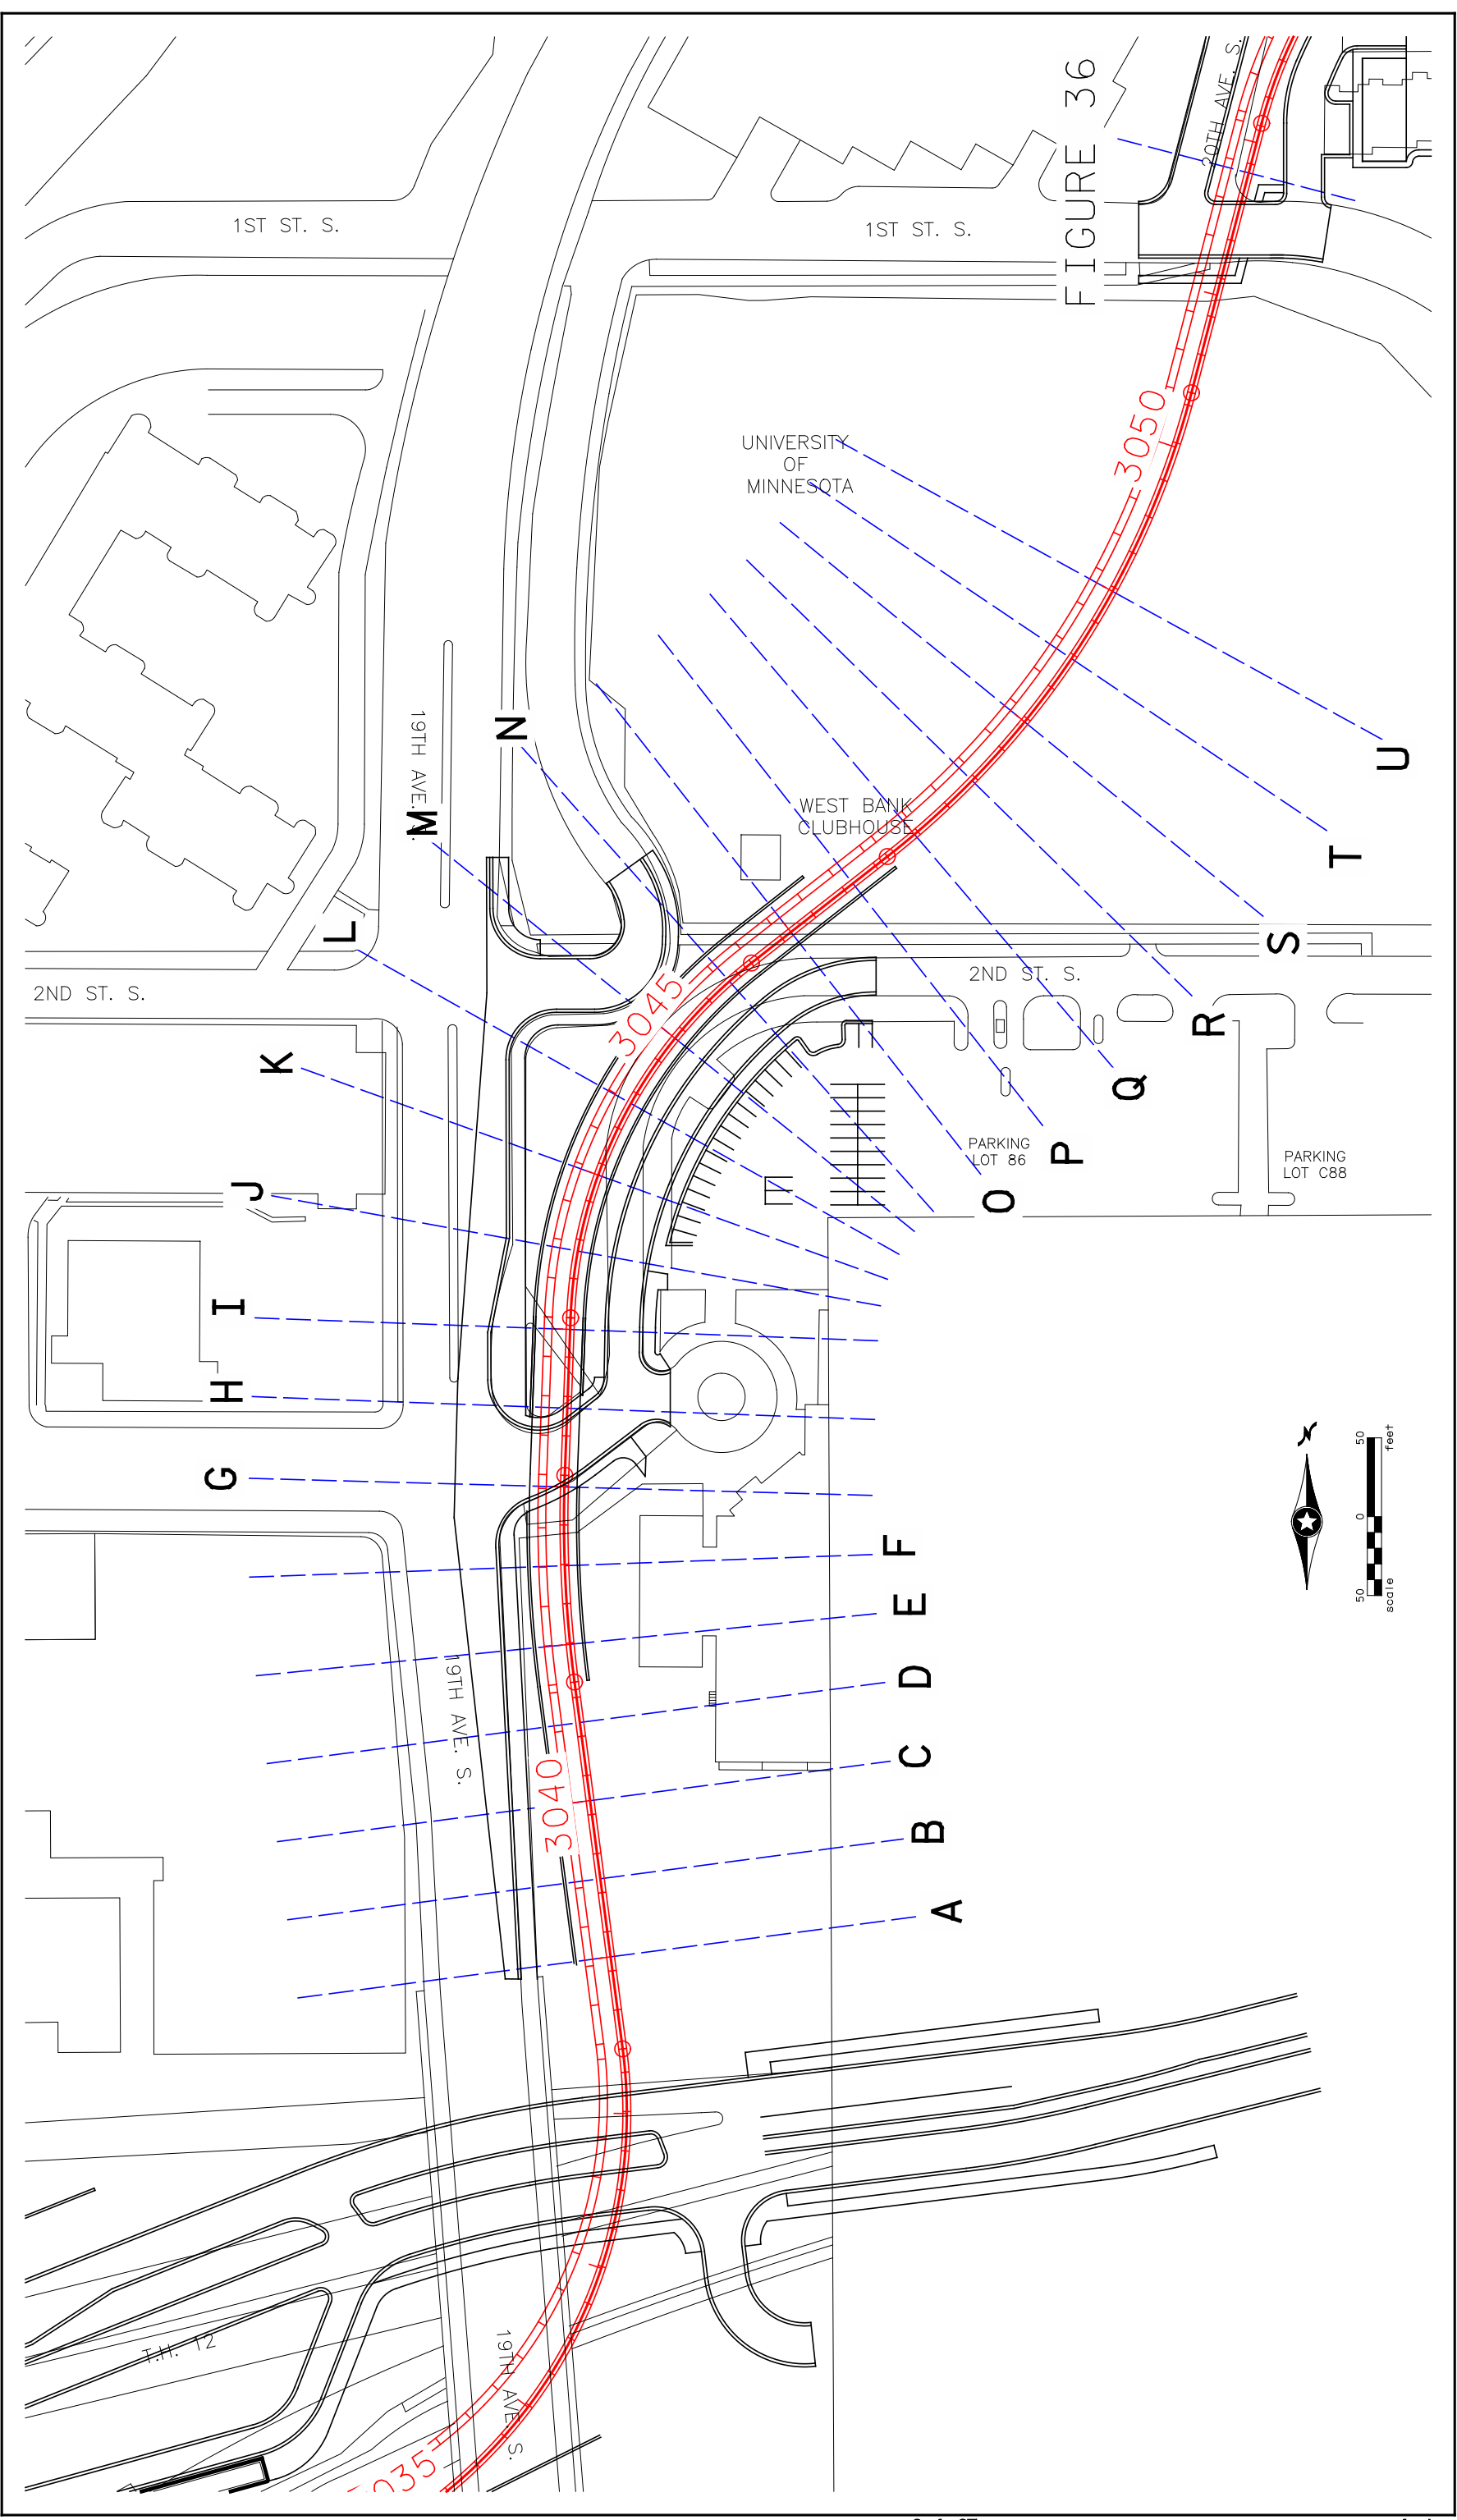 FIGURE 36
20TH AVE. S.
1ST ST. S.
1ST ST. S.
3050
UNIVERSITY
OF
MINNESOTA
19TH AVE. S.
N
M
U
WEST BANK
CLUBHOUSE
T
L
S
2ND ST. S.
2ND ST. S.
3045
R
K
Q
PARKING
LOT 86
P
PARKING
LOT C88
J
O
I
H
G
F
E
D
C
B
A
50
0
50
feet
scale
19TH AVE. S.
3040
T.H. 12
19TH AVE. S.
035